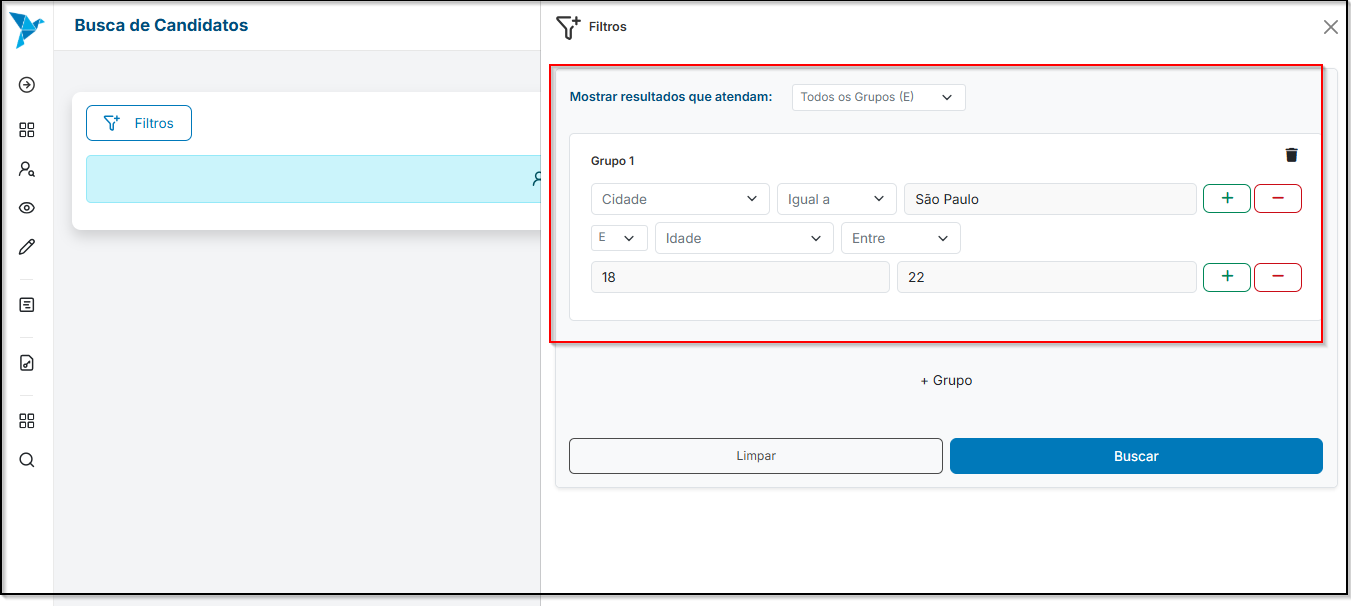 Busca de Candidatos
Filtros
Filtros
Mostrar resultados que atendam: Todos os Grupos (E)
Grupo 1
Cidade Igual a São Paulo + −
E Idade Entre
18 22 + −
+ Grupo
Limpar Buscar